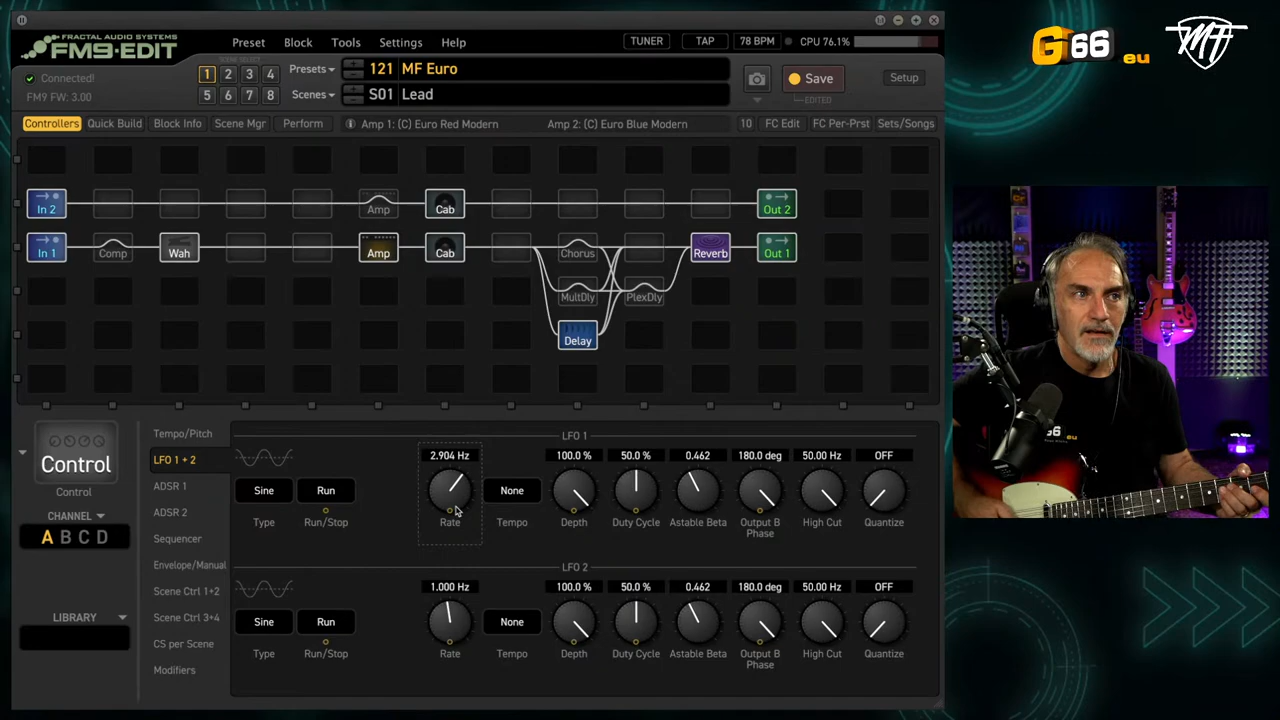 FRACTAL AUDIO SYSTEMS
FM9-EDIT
Preset Block Tools Settings Help
TUNER TAP 78 BPM CPU 76.1%
G66.eu
MF
Connected!
FM9 FW: 3.00
SCENE SELECT
1 2 3 4
5 6 7 8
Presets
121 MF Euro
Scenes
S01 Lead
Save
EDITED
Setup
Controllers Quick Build Block Info Scene Mgr Perform
Amp 1: (C) Euro Red Modern Amp 2: (C) Euro Blue Modern
10 FC Edit FC Per-Prst Sets/Songs
In 2 Amp Cab Out 2
In 1 Comp Wah Amp Cab Chorus Reverb Out 1
MultDly PlexDly
Delay
Control
Control
CHANNEL
A B C D
LIBRARY
Tempo/Pitch
LFO 1 + 2
ADSR 1
ADSR 2
Sequencer
Envelope/Manual
Scene Ctrl 1+2
Scene Ctrl 3+4
CS per Scene
Modifiers
LFO 1
2.904 Hz 100.0 % 50.0 % 0.462 180.0 deg 50.00 Hz OFF
Sine Run None
Type Run/Stop Rate Tempo Depth Duty Cycle Astable Beta Output B Phase High Cut Quantize
LFO 2
1.000 Hz 100.0 % 50.0 % 0.462 180.0 deg 50.00 Hz OFF
Sine Run None
Type Run/Stop Rate Tempo Depth Duty Cycle Astable Beta Output B Phase High Cut Quantize
G66.eu